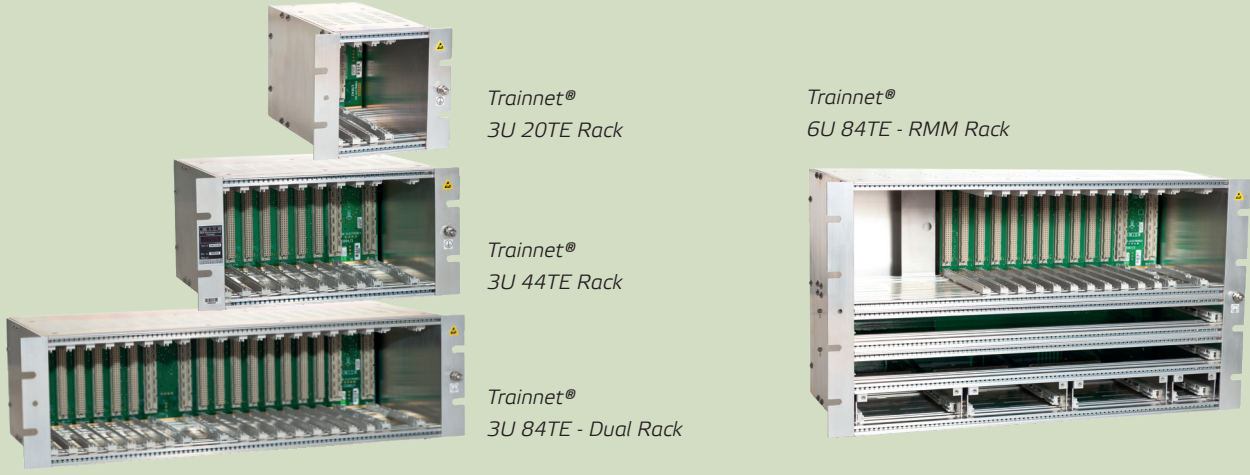 Trainnet®
3U 20TE Rack
Trainnet®
6U 84TE - RMM Rack
Trainnet®
3U 44TE Rack
Trainnet®
3U 84TE - Dual Rack